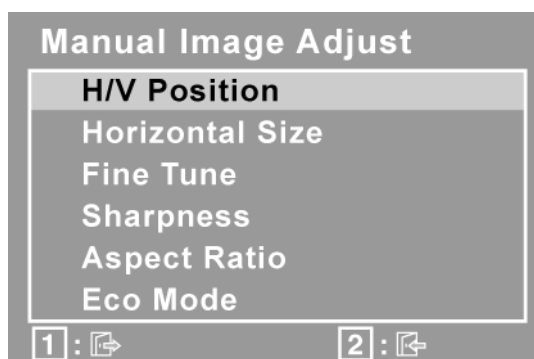 Manual Image Adjust
H/V Position
Horizontal Size
Fine Tune
Sharpness
Aspect Ratio
Eco Mode
1 : 2 :